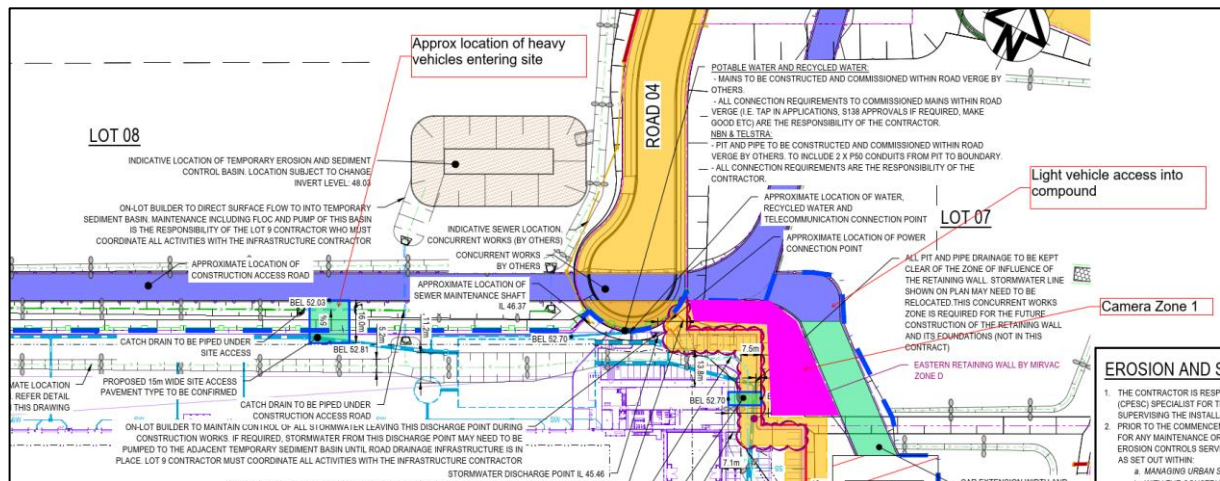 Approx location of heavy
vehicles entering site
LOT 08
INDICATIVE LOCATION OF TEMPORARY EROSION AND SEDIMENT
CONTROL BASIN. LOCATION SUBJECT TO CHANGE
INVERT LEVEL: 48.03
ON-LOT BUILDER TO DIRECT SURFACE FLOW TO INTO TEMPORARY
SEDIMENT BASIN. MAINTENANCE INCLUDING FLOC AND PUMP OF THIS BASIN
IS THE RESPONSIBILITY OF THE LOT 9 CONTRACTOR WHO MUST
COORDINATE ALL ACTIVITIES WITH THE INFRASTRUCTURE CONTRACTOR
INDICATIVE SEWER LOCATION.
CONCURRENT WORKS (BY OTHERS)
CONCURRENT WORKS
BY OTHERS
APPROXIMATE LOCATION OF
CONSTRUCTION ACCESS ROAD
APPROXIMATE LOCATION OF
SEWER MAINTENANCE SHAFT
IL 46.37
ROAD 04
N
POTABLE WATER AND RECYCLED WATER:
- MAINS TO BE CONSTRUCTED AND COMMISSIONED WITHIN ROAD VERGE BY
OTHERS.
- ALL CONNECTION REQUIREMENTS TO COMMISSIONED MAINS WITHIN ROAD
VERGE (I.E. TAP IN APPLICATIONS, S138 APPROVALS IF REQUIRED, MAKE
GOOD ETC) ARE THE RESPONSIBILITY OF THE CONTRACTOR.
NBN & TELSTRA:
- PIT AND PIPE TO BE CONSTRUCTED AND COMMISSIONED WITHIN ROAD
VERGE BY OTHERS. TO INCLUDE 2 X P50 CONDUITS FROM PIT TO BOUNDARY.
- ALL CONNECTION REQUIREMENTS ARE THE RESPONSIBILITY OF THE
CONTRACTOR.
APPROXIMATE LOCATION OF WATER,
RECYCLED WATER AND
TELECOMMUNICATION CONNECTION POINT
APPROXIMATE LOCATION OF POWER
CONNECTION POINT
Light vehicle access into
compound
LOT 07
ALL PIT AND PIPE DRAINAGE TO BE KEPT
CLEAR OF THE ZONE OF INFLUENCE OF
THE RETAINING WALL. STORMWATER LINE
SHOWN ON PLAN MAY NEED TO BE
RELOCATED.THIS CONCURRENT WORKS
ZONE IS REQUIRED FOR THE FUTURE
CONSTRUCTION OF THE RETAINING WALL
AND ITS FOUNDATIONS (NOT IN THIS
CONTRACT)
Camera Zone 1
EASTERN RETAINING WALL BY MIRVAC
ZONE D
BEL 52.03
5%
16.0m
5.2m
11.2m
BEL 52.81
BEL 52.70
7.5m
13.8m
BEL 52.70
7.1m
CATCH DRAIN TO BE PIPED UNDER
SITE ACCESS
MATE LOCATION
REFER DETAIL
THIS DRAWING
PROPOSED 15m WIDE SITE ACCESS
PAVEMENT TYPE TO BE CONFIRMED
CATCH DRAIN TO BE PIPED UNDER
CONSTRUCTION ACCESS ROAD
ON-LOT BUILDER TO MAINTAIN CONTROL OF ALL STORMWATER LEAVING THIS DISCHARGE POINT DURING
CONSTRUCTION WORKS. IF REQUIRED, STORMWATER FROM THIS DISCHARGE POINT MAY NEED TO BE
PUMPED TO THE ADJACENT TEMPORARY SEDIMENT BASIN UNTIL ROAD DRAINAGE INFRASTRUCTURE IS IN
PLACE. LOT 9 CONTRACTOR MUST COORDINATE ALL ACTIVITIES WITH THE INFRASTRUCTURE CONTRACTOR
STORMWATER DISCHARGE POINT IL 45.46
EROSION AND S
1. THE CONTRACTOR IS RESP
(CPESC) SPECIALIST FOR T
SUPERVISING THE INSTALL
2. PRIOR TO THE COMMENCE
FOR ANY MAINTENANCE OR
EROSION CONTROLS SERV
AS SET OUT WITHIN:
a. MANAGING URBAN S